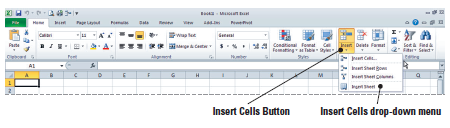 Book1 - Microsoft Excel
File Home Insert Page Layout Formulas Data Review View Add-Ins PowerPivot
Calibri 11 Wrap Text General Insert Delete Format
Paste B I U Merge & Center $ % , Conditional Formatting Format as Table Cell Styles Sort & Filter Find & Select
Clipboard Font Alignment Number Styles Editing
A1 fx Insert Cells...
A B C D E F G H I J K L M Q
1 Insert Sheet Rows
2 Insert Sheet Columns
Insert Sheet
Insert Cells Button Insert Cells drop-down menu